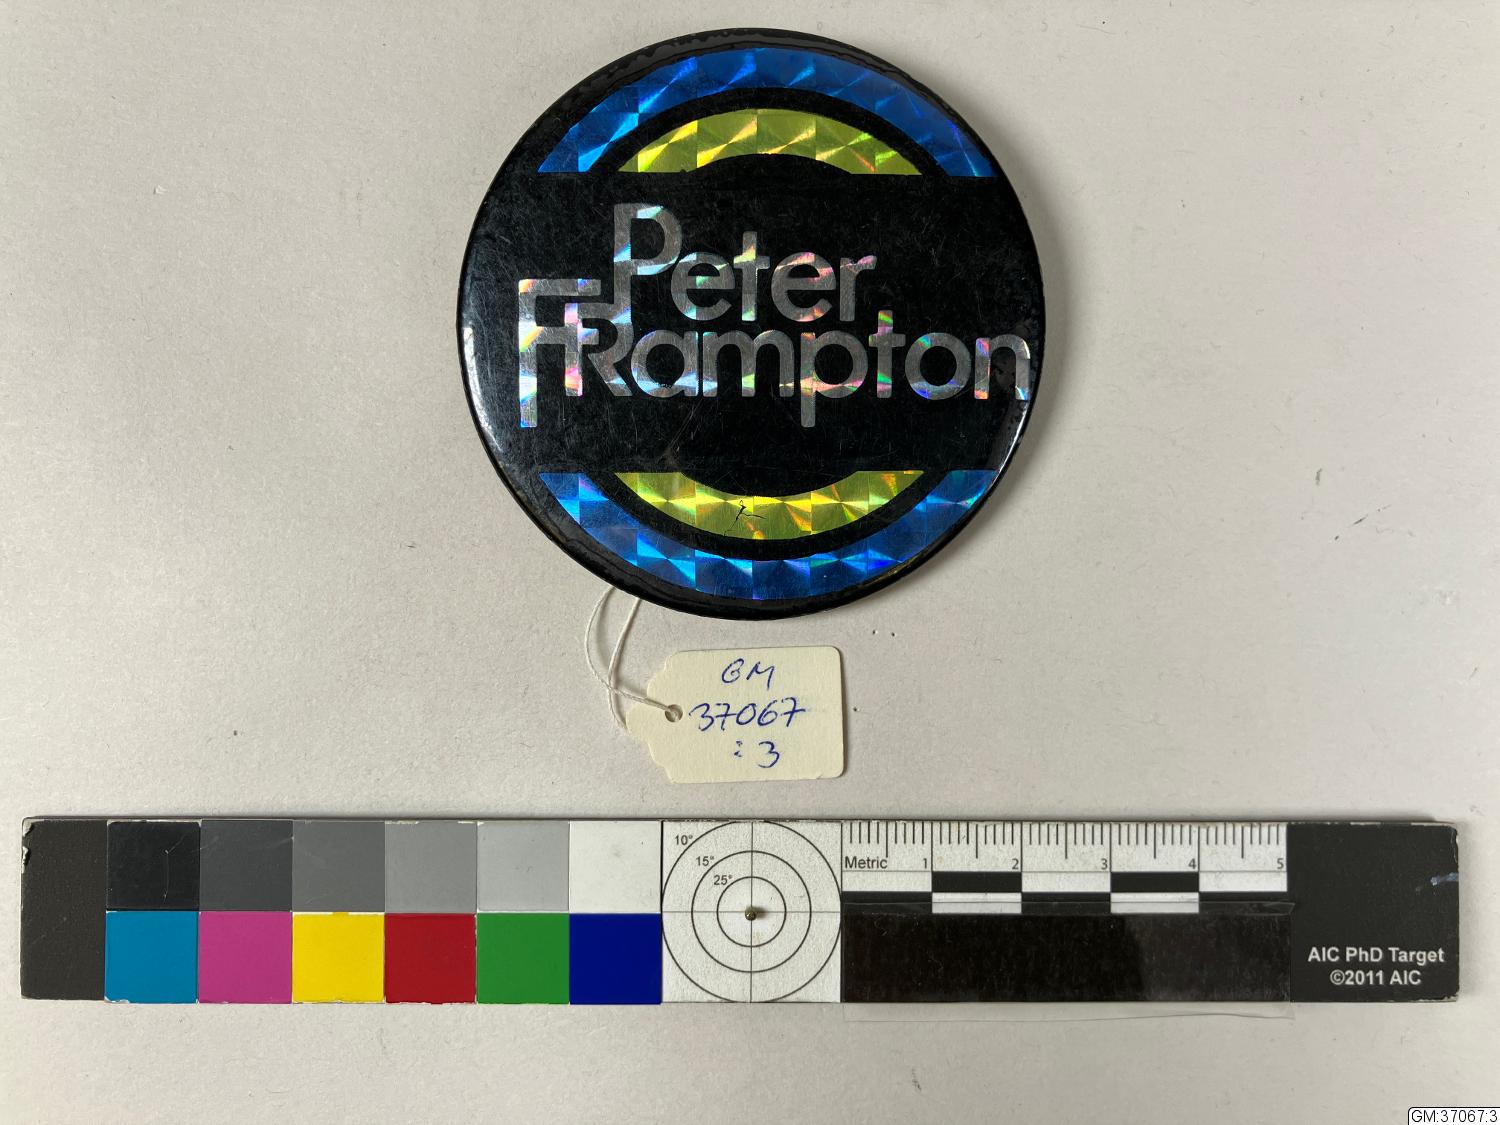 Peter
Frampton
GM
37067
: 3
10°
15°
25°
Metric 1 2 3 4 5
AIC PhD Target
©2011 AIC
GM:37067:3